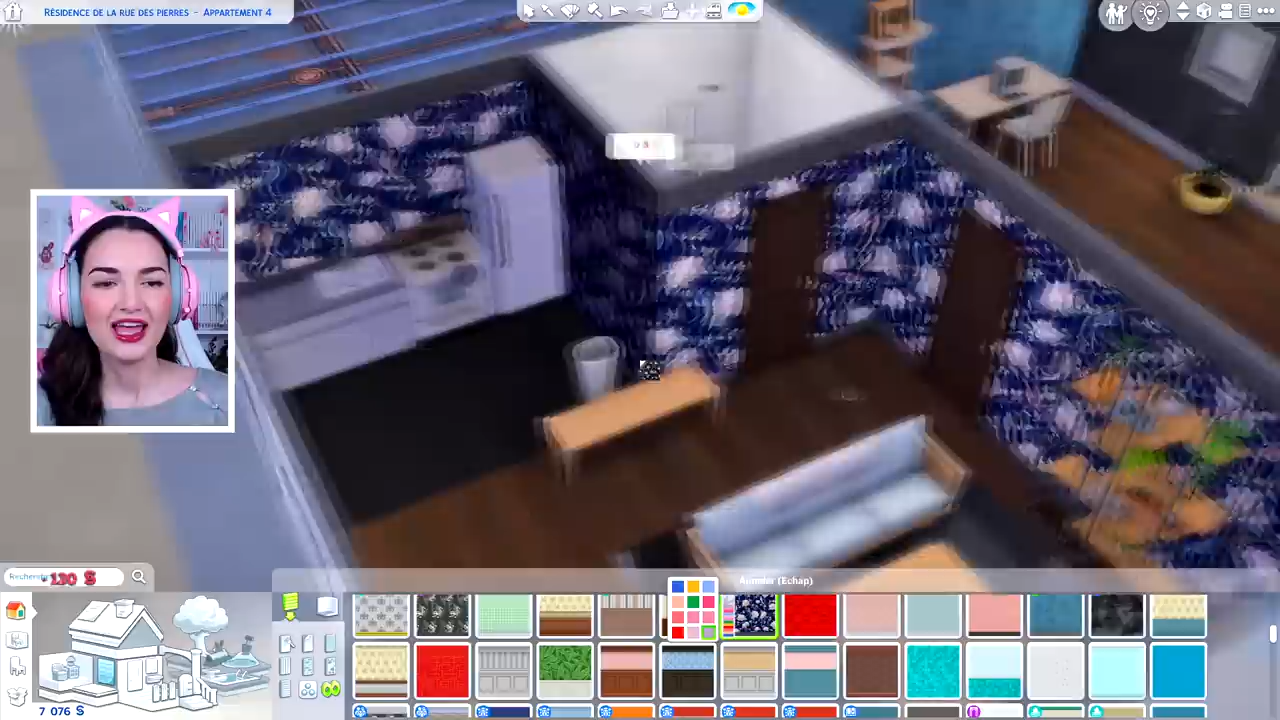 RÉSIDENCE DE LA RUE DES PIERRES - APPARTEMENT 4
130 $
Annuler (Echap)
7 076 $